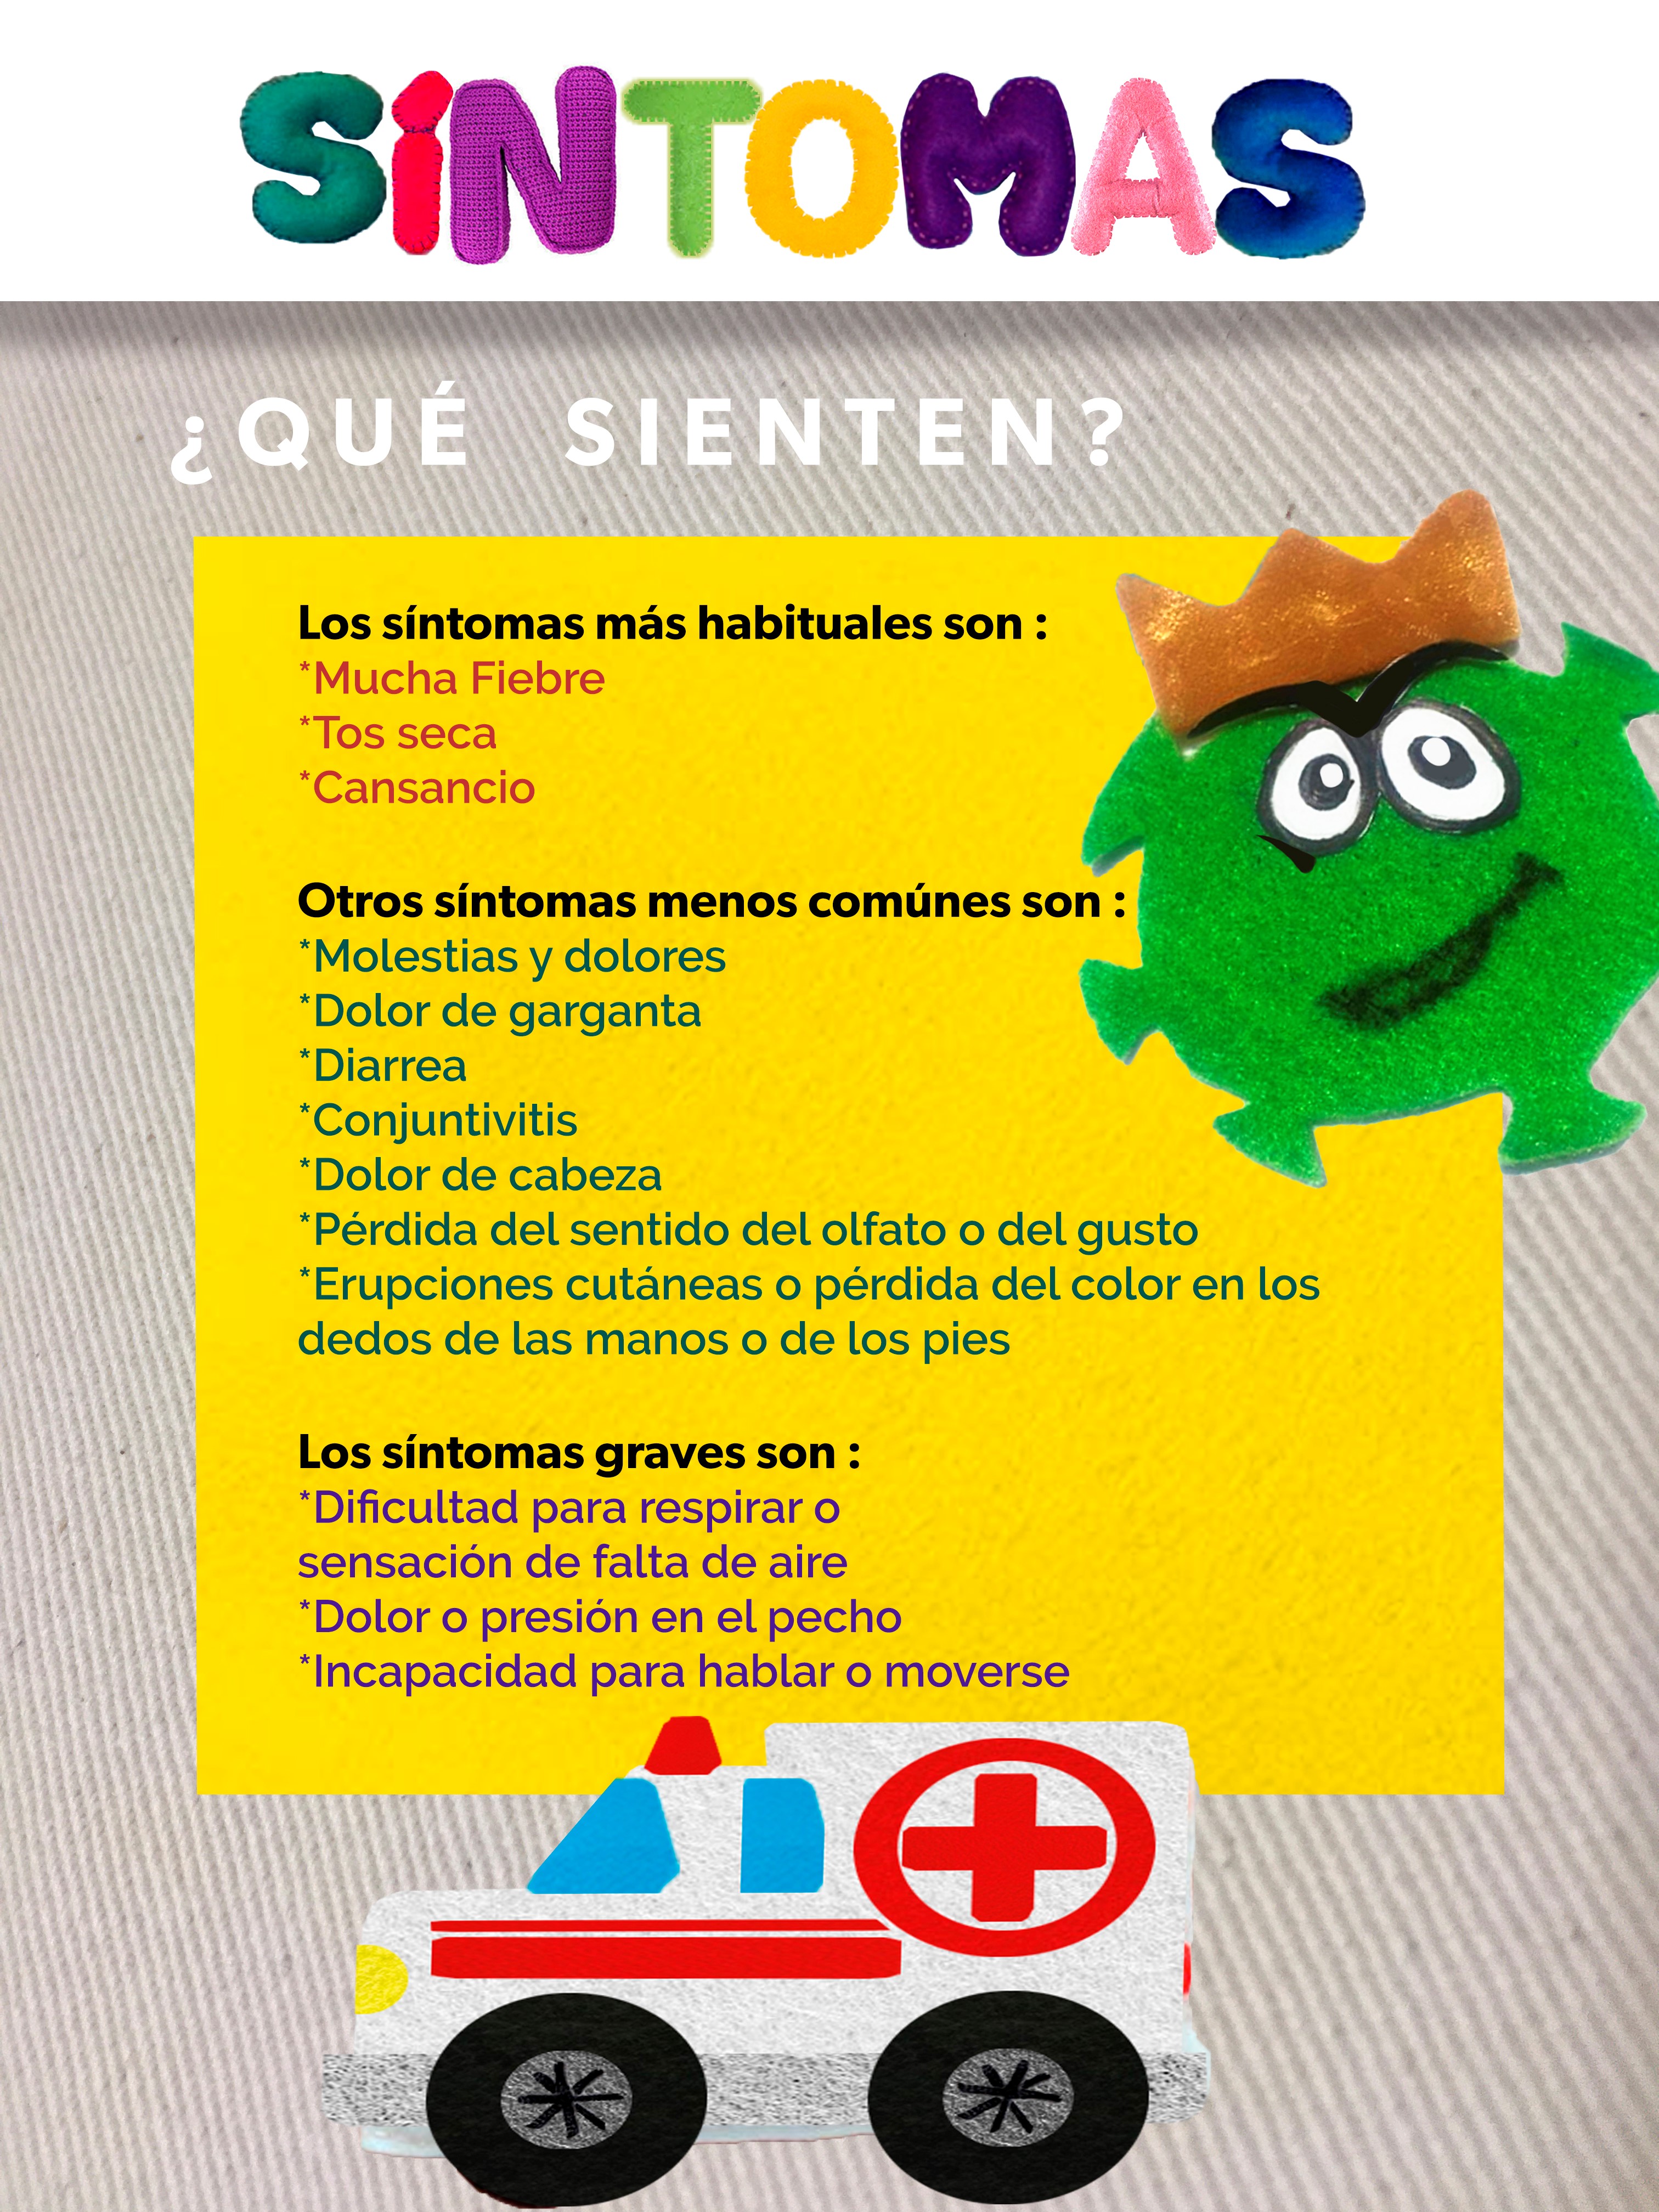 SíNTOMAS
¿QUÉ SIENTEN?
Los síntomas más habituales son :
*Mucha Fiebre
*Tos seca
*Cansancio
Otros síntomas menos comúnes son :
*Molestias y dolores
*Dolor de garganta
*Diarrea
*Conjuntivitis
*Dolor de cabeza
*Pérdida del sentido del olfato o del gusto
*Erupciones cutáneas o pérdida del color en los
dedos de las manos o de los pies
Los síntomas graves son :
*Dificultad para respirar o
sensación de falta de aire
*Dolor o presión en el pecho
*Incapacidad para hablar o moverse